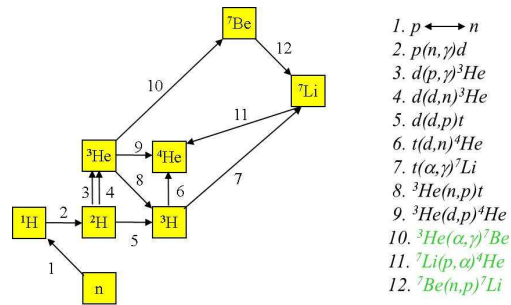 ⁷Be
12
⁷Li
10
11
³He
9
⁴He
8
7
3
4
6
¹H
2
²H
5
³H
1
n
1. p ⟷ n
2. p(n,γ)d
3. d(p,γ)³He
4. d(d,n)³He
5. d(d,p)t
6. t(d,n)⁴He
7. t(α,γ)⁷Li
8. ³He(n,p)t
9. ³He(d,p)⁴He
10. ³He(α,γ)⁷Be
11. ⁷Li(p,α)⁴He
12. ⁷Be(n,p)⁷Li